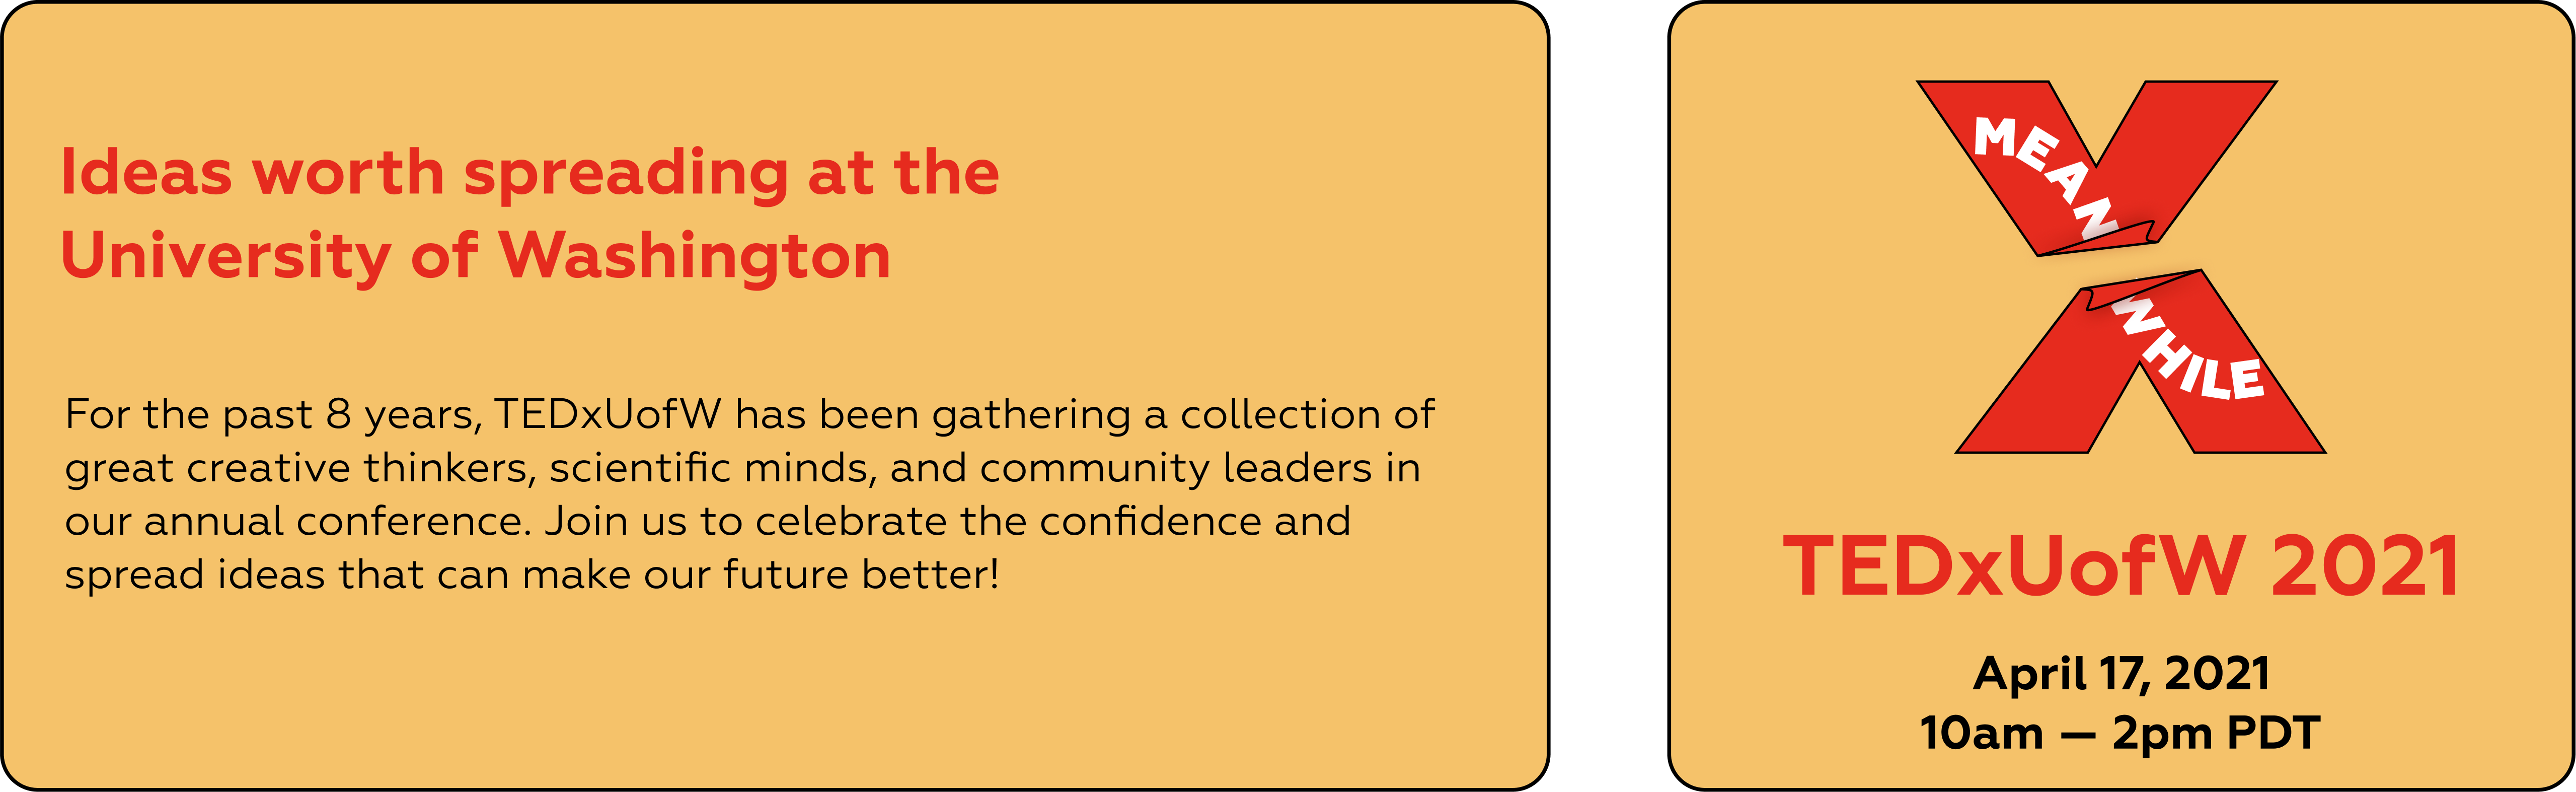 Ideas worth spreading at the
University of Washington
For the past 8 years, TEDxUofW has been gathering a collection of
great creative thinkers, scientific minds, and community leaders in
our annual conference. Join us to celebrate the confidence and
spread ideas that can make our future better!
MEAN
WHILE
TEDxUofW 2021
April 17, 2021
10am — 2pm PDT